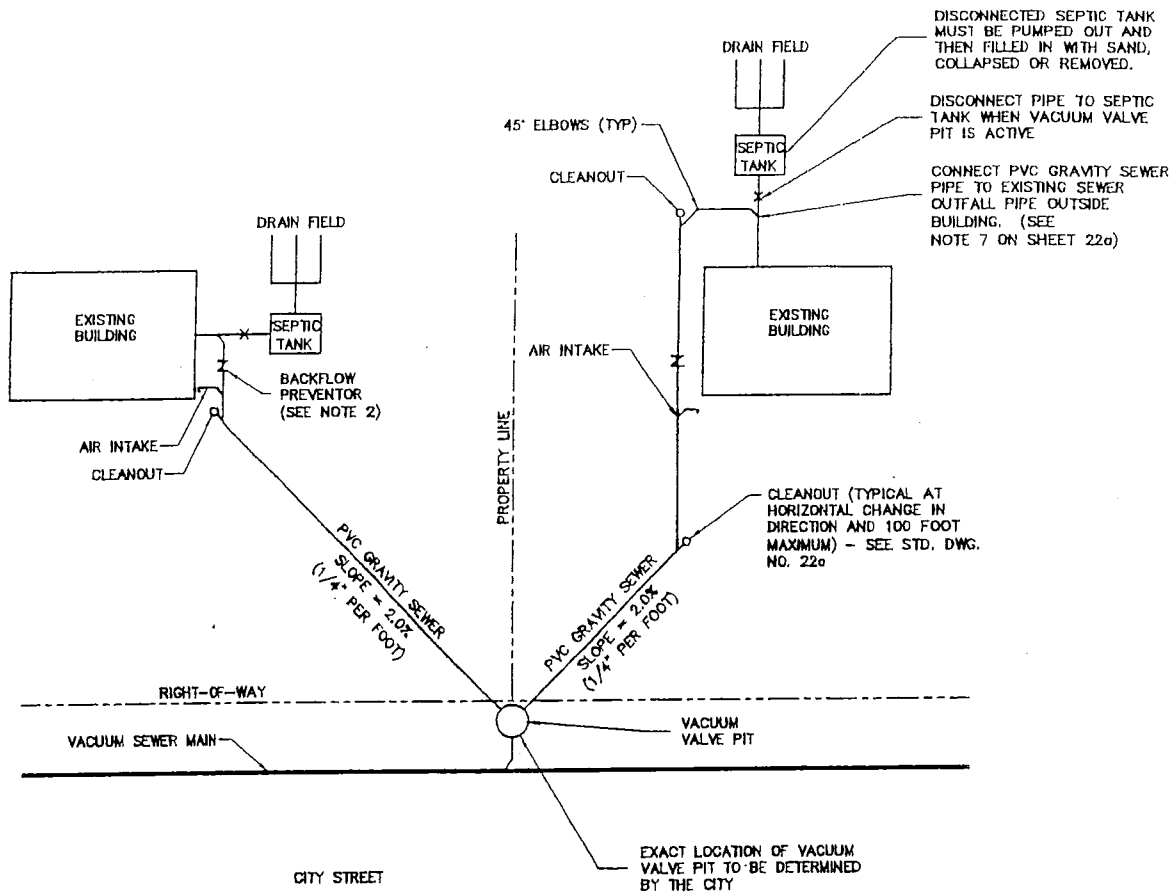 DISCONNECTED SEPTIC TANK
MUST BE PUMPED OUT AND
THEN FILLED IN WITH SAND,
COLLAPSED OR REMOVED.
DRAIN FIELD
DISCONNECT PIPE TO SEPTIC
TANK WHEN VACUUM VALVE
PIT IS ACTIVE
45° ELBOWS (TYP)
SEPTIC
TANK
CLEANOUT
CONNECT PVC GRAVITY SEWER
PIPE TO EXISTING SEWER
OUTFALL PIPE OUTSIDE
BUILDING. (SEE
NOTE 7 ON SHEET 22a)
DRAIN FIELD
EXISTING
BUILDING
SEPTIC
TANK
EXISTING
BUILDING
AIR INTAKE
BACKFLOW
PREVENTOR
(SEE NOTE 2)
AIR INTAKE
CLEANOUT
PROPERTY LINE
CLEANOUT (TYPICAL AT
HORIZONTAL CHANGE IN
DIRECTION AND 100 FOOT
MAXIMUM) - SEE STD. DWG.
NO. 22a
PVC GRAVITY SEWER
SLOPE = 2.0%
(1/4" PER FOOT)
PVC GRAVITY SEWER
SLOPE = 2.0%
(1/4" PER FOOT)
RIGHT-OF-WAY
VACUUM
VALVE PIT
VACUUM SEWER MAIN
EXACT LOCATION OF VACUUM
VALVE PIT TO BE DETERMINED
BY THE CITY
CITY STREET